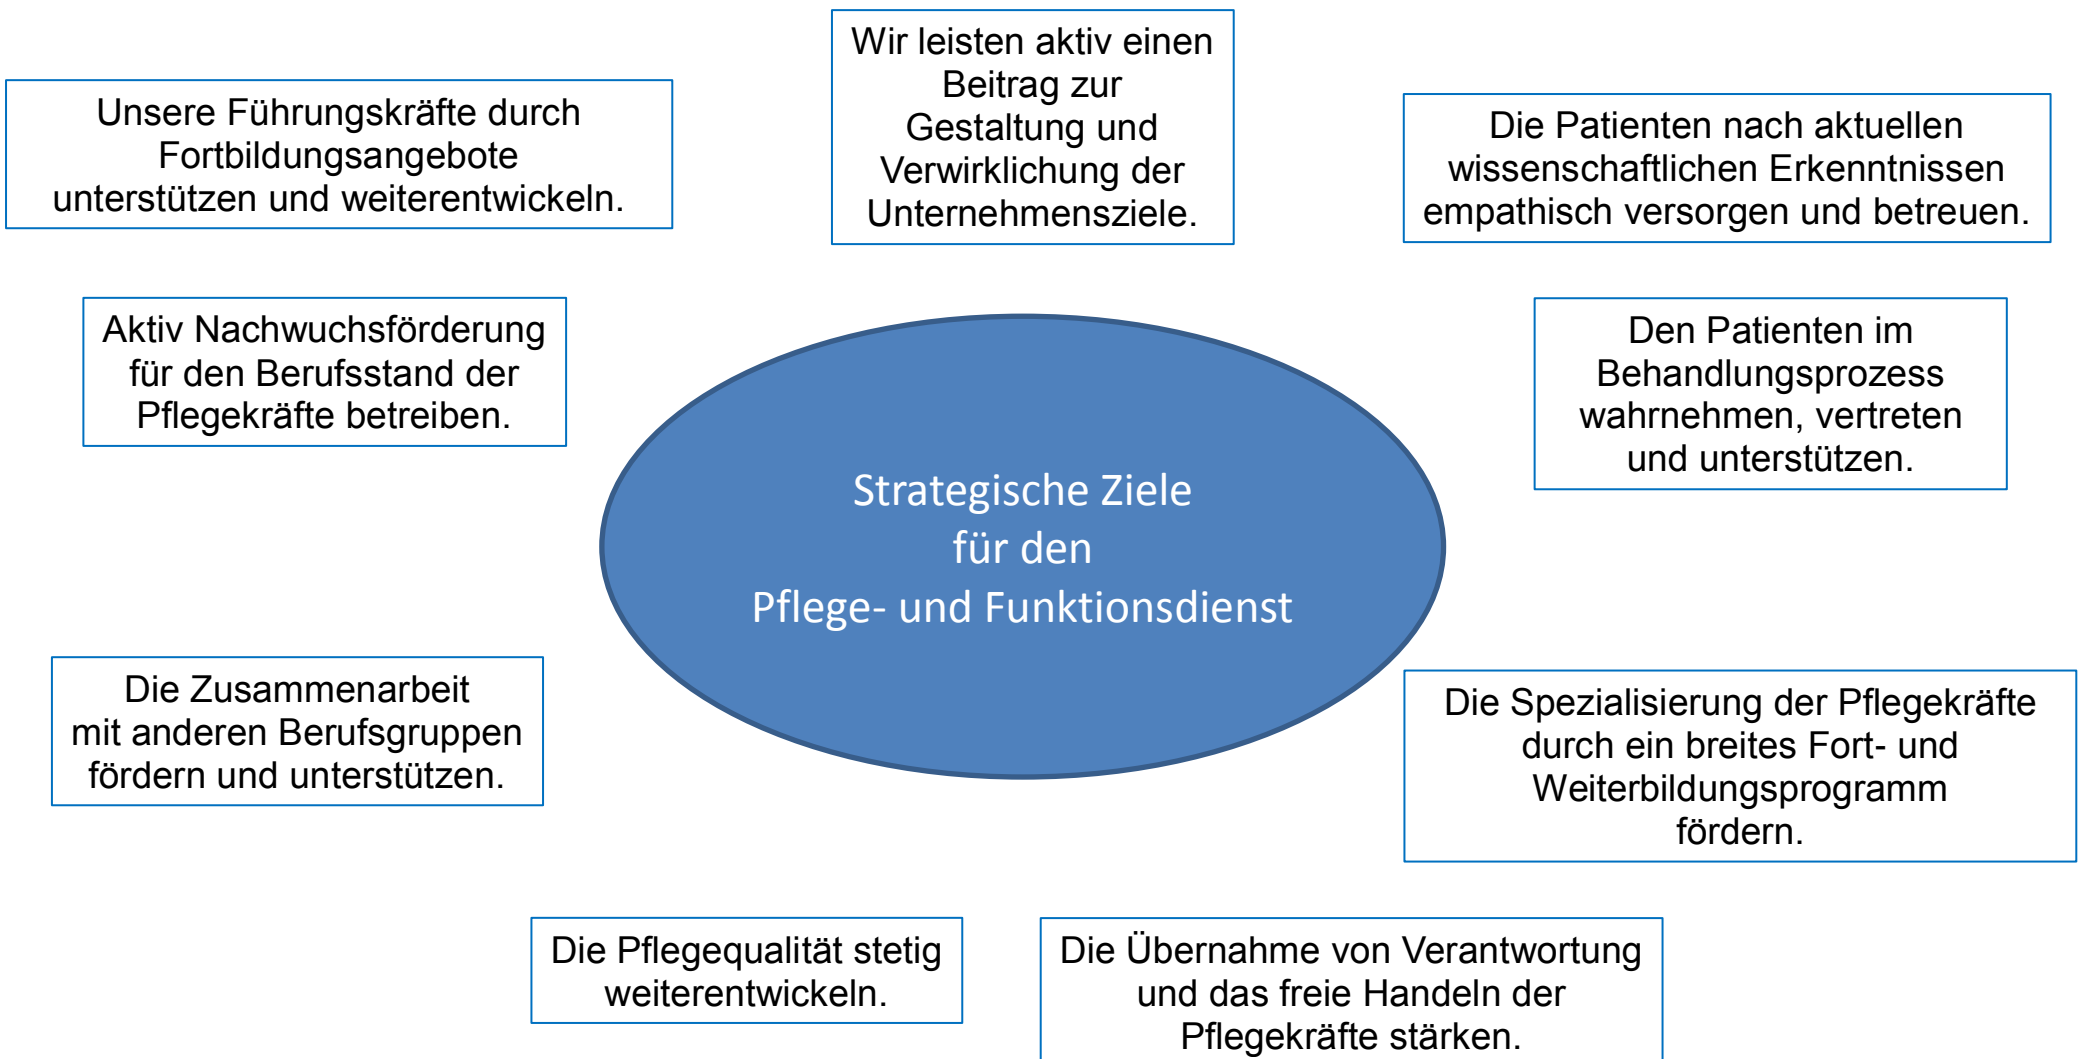 Wir leisten aktiv einen
Beitrag zur
Gestaltung und
Verwirklichung der
Unternehmensziele.
Unsere Führungskräfte durch
Fortbildungsangebote
unterstützen und weiterentwickeln.
Die Patienten nach aktuellen
wissenschaftlichen Erkenntnissen
empathisch versorgen und betreuen.
Aktiv Nachwuchsförderung
für den Berufsstand der
Pflegekräfte betreiben.
Den Patienten im
Behandlungsprozess
wahrnehmen, vertreten
und unterstützen.
Strategische Ziele
für den
Pflege- und Funktionsdienst
Die Zusammenarbeit
mit anderen Berufsgruppen
fördern und unterstützen.
Die Spezialisierung der Pflegekräfte
durch ein breites Fort- und
Weiterbildungsprogramm
fördern.
Die Pflegequalität stetig
weiterentwickeln.
Die Übernahme von Verantwortung
und das freie Handeln der
Pflegekräfte stärken.